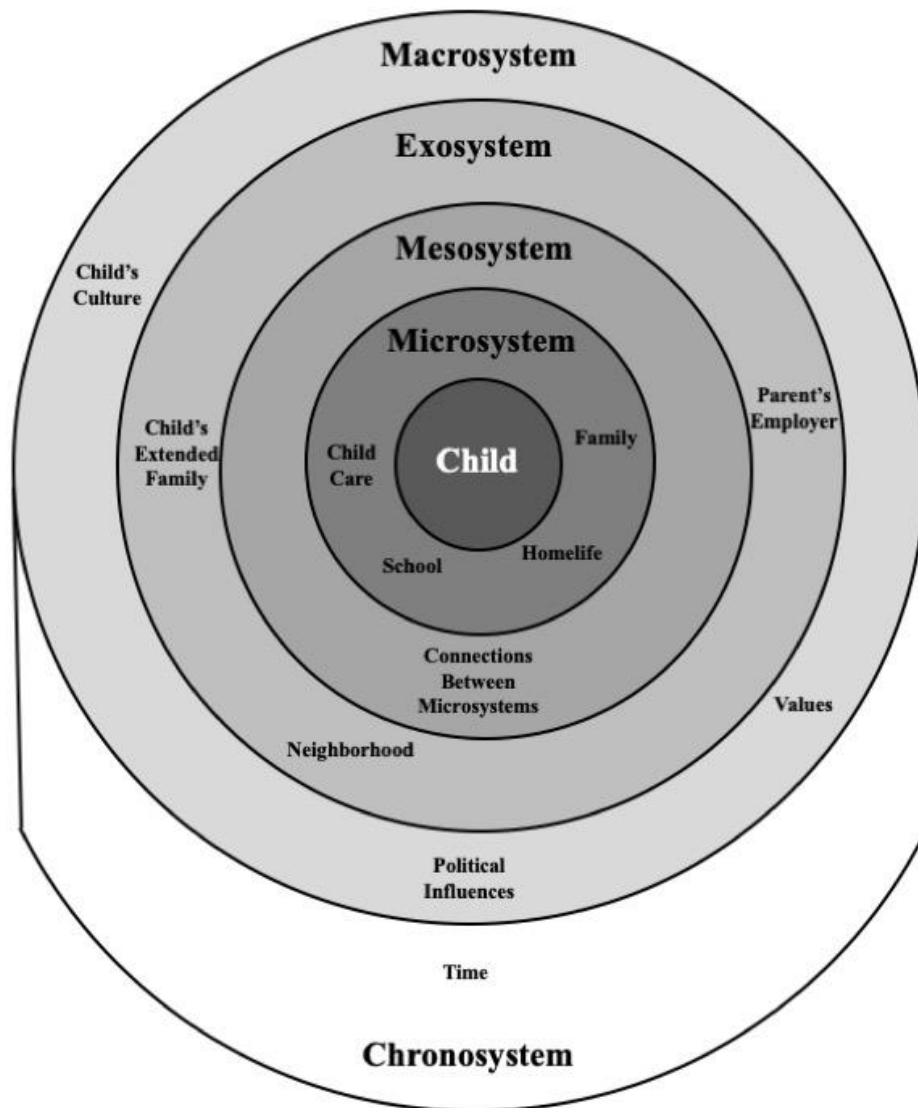 Macrosystem
Exosystem
Mesosystem
Microsystem
Child
Child's
Culture
Child's
Extended
Family
Child
Care
Family
Parent's
Employer
School
Homelife
Connections
Between
Microsystems
Values
Neighborhood
Political
Influences
Time
Chronosystem